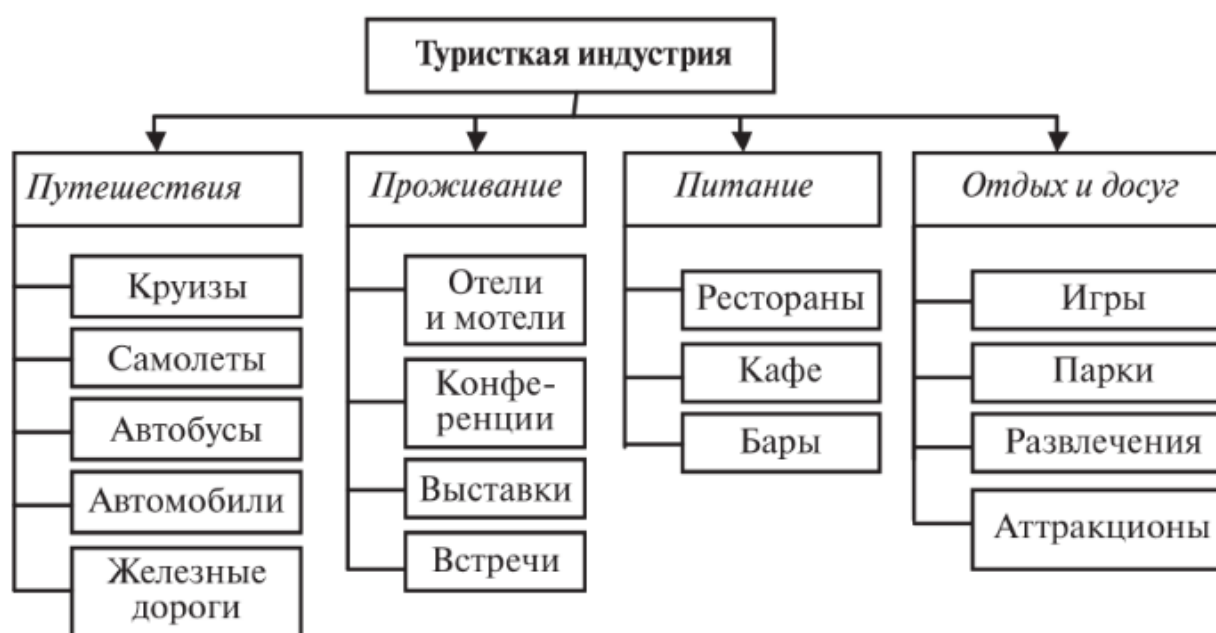 Туристкая индустрия
Путешествия
Круизы
Самолеты
Автобусы
Автомобили
Железные
дороги
Проживание
Отели
и мотели
Конфе-
ренции
Выставки
Встречи
Питание
Рестораны
Кафе
Бары
Отдых и досуг
Игры
Парки
Развлечения
Аттракционы